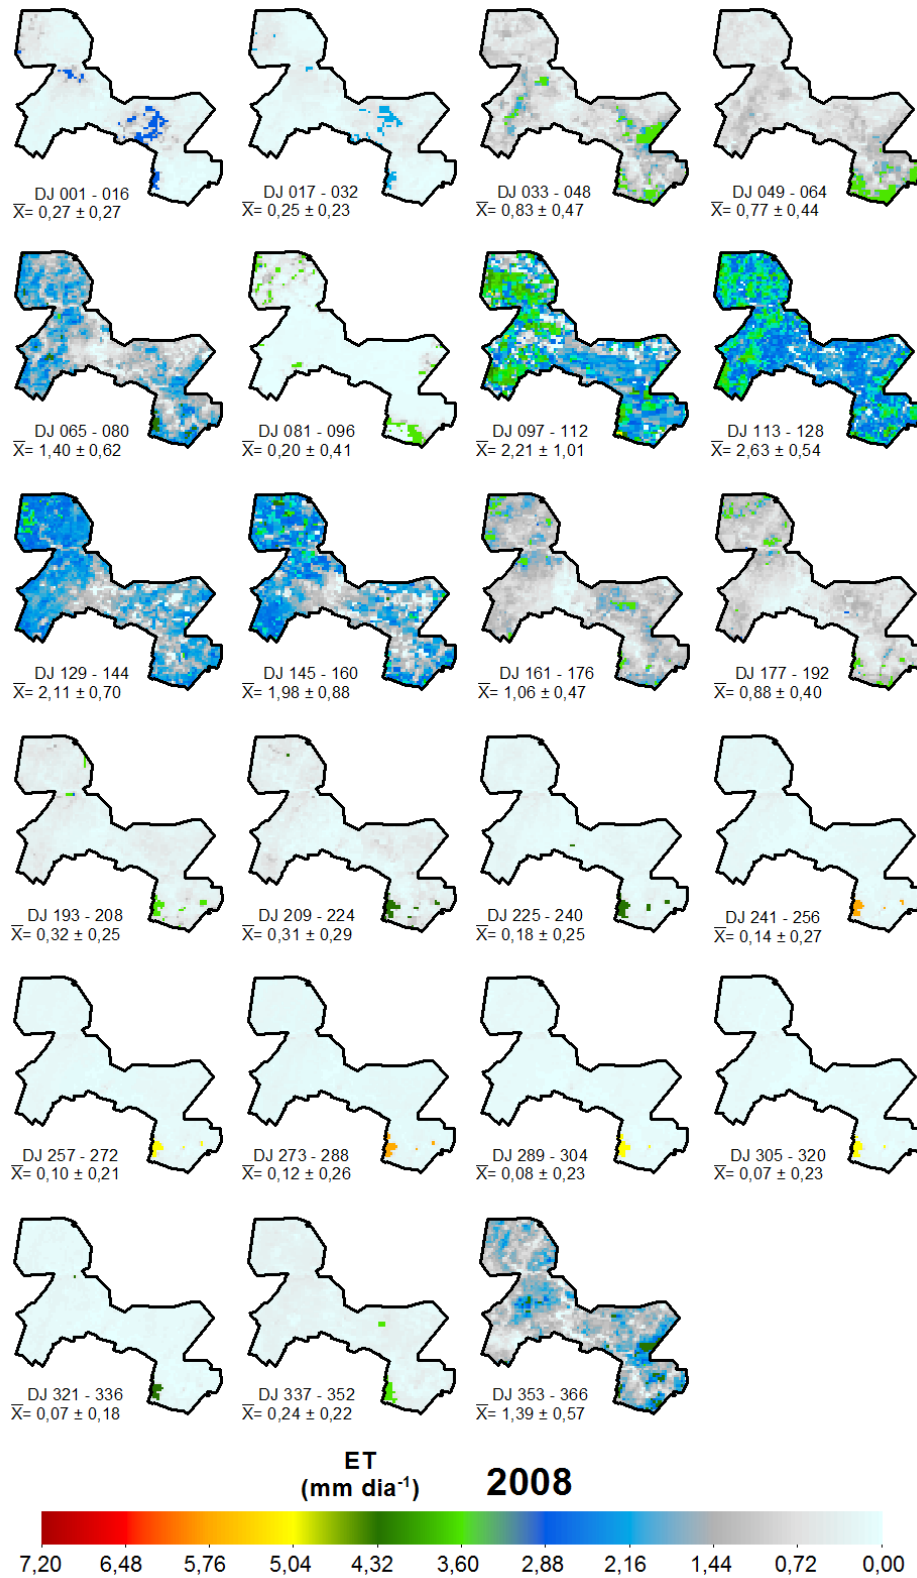 DJ 001 - 016
X̅= 0,27 ± 0,27
DJ 017 - 032
X̅= 0,25 ± 0,23
DJ 033 - 048
X̅= 0,83 ± 0,47
DJ 049 - 064
X̅= 0,77 ± 0,44
DJ 065 - 080
X̅= 1,40 ± 0,62
DJ 081 - 096
X̅= 0,20 ± 0,41
DJ 097 - 112
X̅= 2,21 ± 1,01
DJ 113 - 128
X̅= 2,63 ± 0,54
DJ 129 - 144
X̅= 2,11 ± 0,70
DJ 145 - 160
X̅= 1,98 ± 0,88
DJ 161 - 176
X̅= 1,06 ± 0,47
DJ 177 - 192
X̅= 0,88 ± 0,40
DJ 193 - 208
X̅= 0,32 ± 0,25
DJ 209 - 224
X̅= 0,31 ± 0,29
DJ 225 - 240
X̅= 0,18 ± 0,25
DJ 241 - 256
X̅= 0,14 ± 0,27
DJ 257 - 272
X̅= 0,10 ± 0,21
DJ 273 - 288
X̅= 0,12 ± 0,26
DJ 289 - 304
X̅= 0,08 ± 0,23
DJ 305 - 320
X̅= 0,07 ± 0,23
DJ 321 - 336
X̅= 0,07 ± 0,18
DJ 337 - 352
X̅= 0,24 ± 0,22
DJ 353 - 366
X̅= 1,39 ± 0,57
ET
(mm dia⁻¹)
2008
7,20 6,48 5,76 5,04 4,32 3,60 2,88 2,16 1,44 0,72 0,00